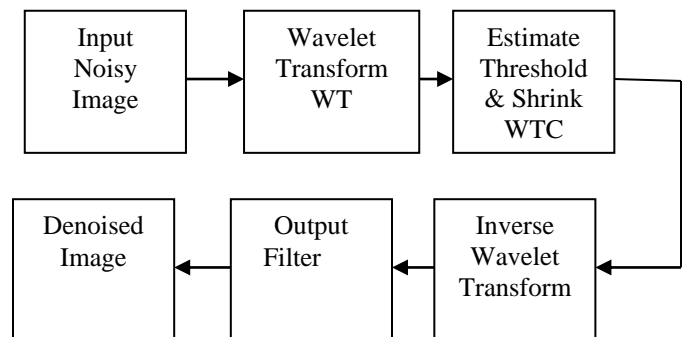 Input
Noisy
Image
Wavelet
Transform
WT
Estimate
Threshold
& Shrink
WTC
Denoised
Image
Output
Filter
Inverse
Wavelet
Transform